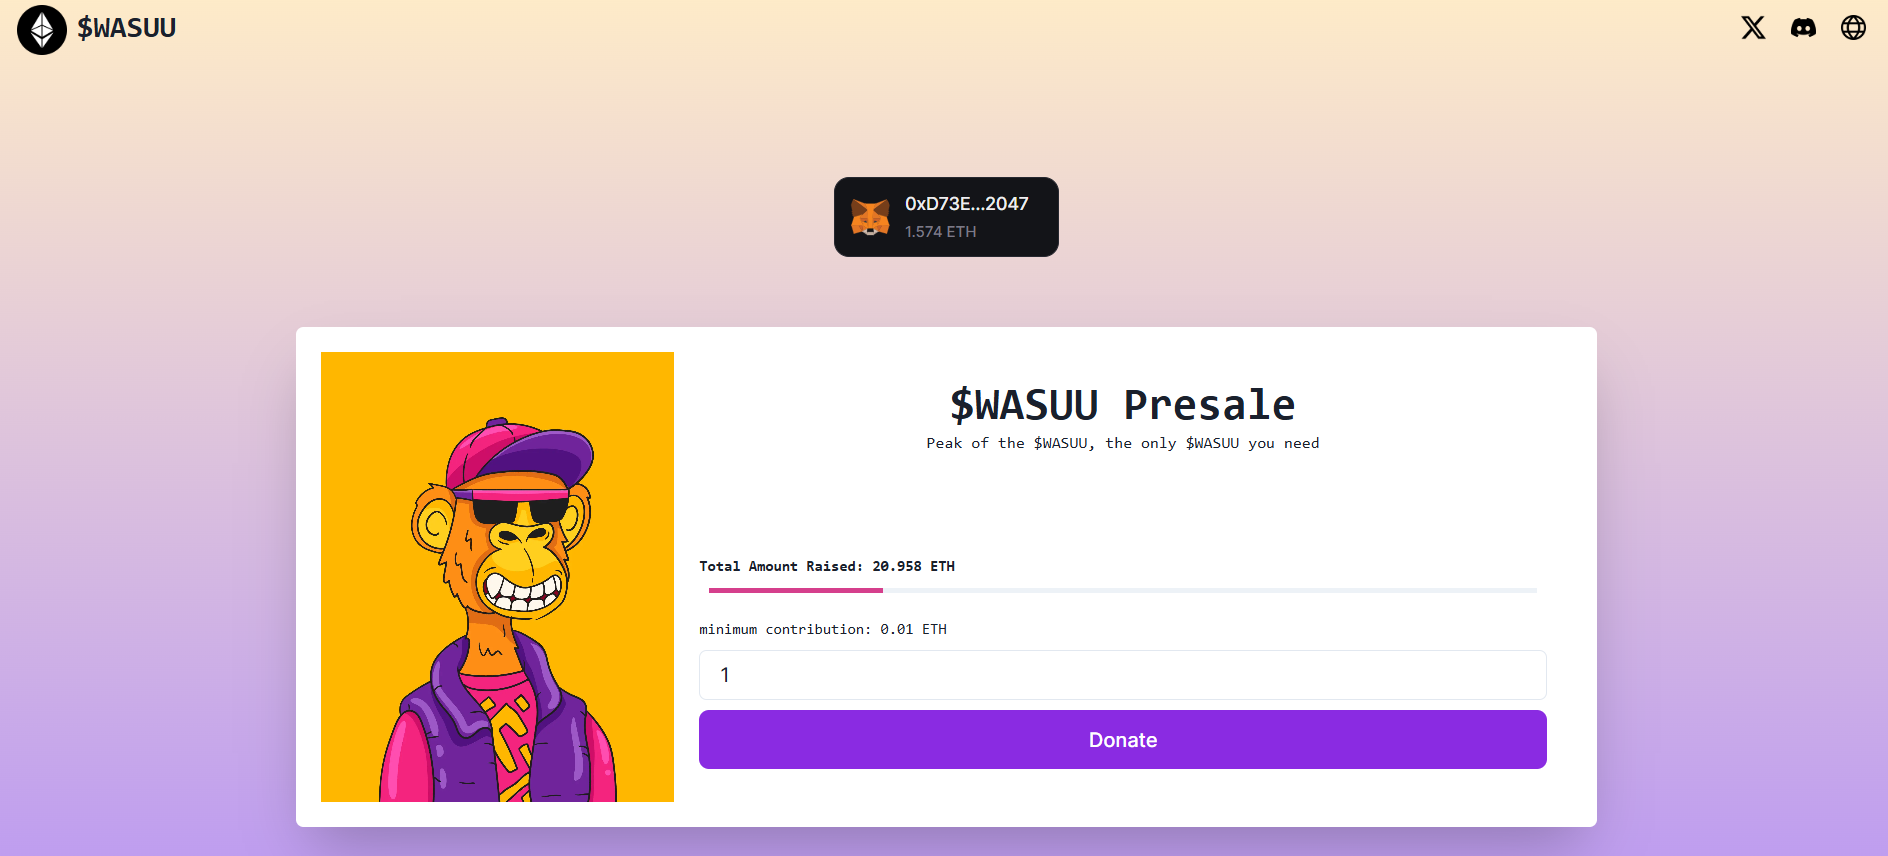 $WASUU
0xD73E...2047
1.574 ETH
$WASUU Presale
Peak of the $WASUU, the only $WASUU you need
Total Amount Raised: 20.958 ETH
minimum contribution: 0.01 ETH
1
Donate